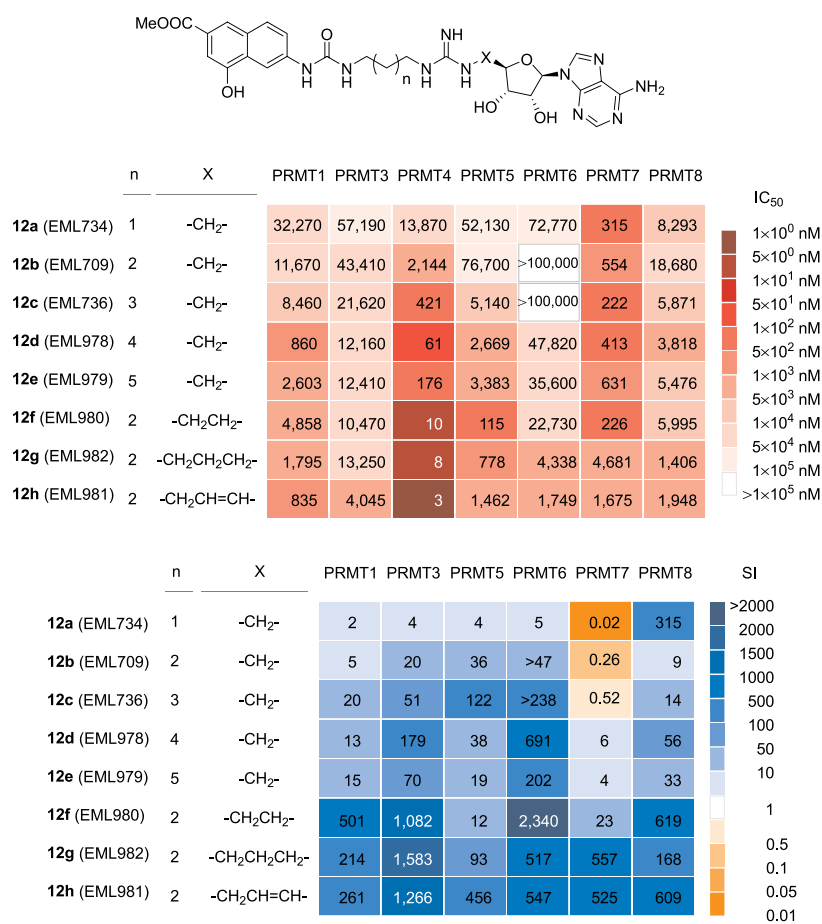 MeOOC
OH
N
H
O
N
H
n
N
H
NH
N
H
X
O
HO
OH
N
N
N
N
NH2
n X PRMT1 PRMT3 PRMT4 PRMT5 PRMT6 PRMT7 PRMT8
12a (EML734) 1 -CH2- 32,270 57,190 13,870 52,130 72,770 315 8,293
12b (EML709) 2 -CH2- 11,670 43,410 2,144 76,700 >100,000 554 18,680
12c (EML736) 3 -CH2- 8,460 21,620 421 5,140 >100,000 222 5,871
12d (EML978) 4 -CH2- 860 12,160 61 2,669 47,820 413 3,818
12e (EML979) 5 -CH2- 2,603 12,410 176 3,383 35,600 631 5,476
12f (EML980) 2 -CH2CH2- 4,858 10,470 10 115 22,730 226 5,995
12g (EML982) 2 -CH2CH2CH2- 1,795 13,250 8 778 4,338 4,681 1,406
12h (EML981) 2 -CH2CH=CH- 835 4,045 3 1,462 1,749 1,675 1,948
IC50
1×10^0 nM
5×10^0 nM
1×10^1 nM
5×10^1 nM
1×10^2 nM
5×10^2 nM
1×10^3 nM
5×10^3 nM
1×10^4 nM
5×10^4 nM
1×10^5 nM
>1×10^5 nM
n X PRMT1 PRMT3 PRMT5 PRMT6 PRMT7 PRMT8
12a (EML734) 1 -CH2- 2 4 4 5 0.02 315
12b (EML709) 2 -CH2- 5 20 36 >47 0.26 9
12c (EML736) 3 -CH2- 20 51 122 >238 0.52 14
12d (EML978) 4 -CH2- 13 179 38 691 6 56
12e (EML979) 5 -CH2- 15 70 19 202 4 33
12f (EML980) 2 -CH2CH2- 501 1,082 12 2,340 23 619
12g (EML982) 2 -CH2CH2CH2- 214 1,583 93 517 557 168
12h (EML981) 2 -CH2CH=CH- 261 1,266 456 547 525 609
SI
>2000
2000
1500
1000
500
100
50
10
1
0.5
0.1
0.05
0.01